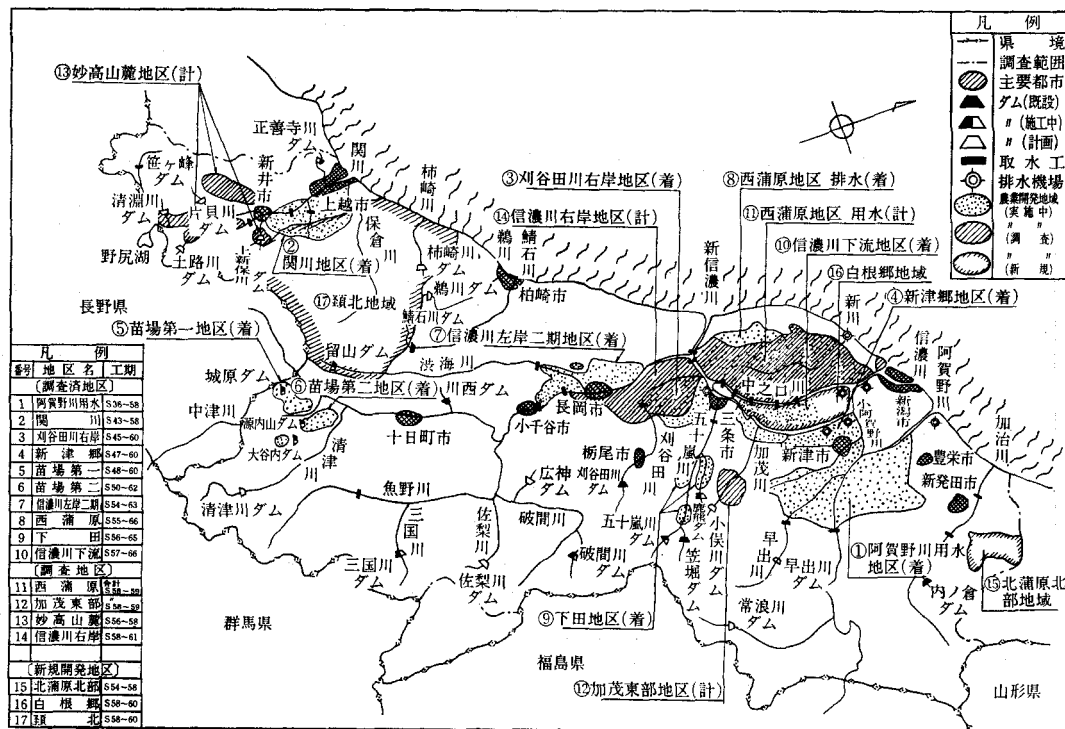 凡 例
県 境
調査範囲
主要都市
ダム(既設)
〃(施工中)
〃(計画)
取水工
排水機場
農業開発地域
(実施中)
〃 〃
(調査)
〃 〃
(新規)
⑬妙高山麓地区(計)
正善寺川
ダム
関川
笹ヶ峰
ダム
新井市
清淵川
ダム
片貝川
ダム
上越市
保倉川
柿崎川
野尻湖
土路川
ダム
上新保
ダム
②
関川地区(着)
柿崎川
ダム
鵜川
鯖石川
鵜川ダム
鯖石川ダム
柏崎市
長野県
⑰頚北地域
③刈谷田川右岸地区(着)
⑭信濃川右岸地区(計)
新信濃川
⑧西蒲原地区 排水(着)
⑪西蒲原地区 用水(計)
⑩信濃川下流地区(着)
⑯白根郷地域
新川
④新津郷地区(着)
信濃川
阿賀野川
⑤苗場第一地区(着)
留山ダム
⑦信濃川左岸二期地区(着)
渋海川
城原ダム
⑥苗場第二地区(着)
川西ダム
中津川
源内山ダム
大谷内ダム
清津川
十日町市
小千谷市
長岡市
中之口川
三条市
五十嵐川
加茂川
小阿賀野川
新潟市
新津市
加治川
豊栄市
新発田市
栃尾市
刈谷田川
刈谷田川
ダム
広神
ダム
魚野川
清津川ダム
三国川
三国川
ダム
佐梨川
佐梨川
ダム
破間川
破間川
ダム
五十嵐川
ダム
笠堀ダム
小俣川ダム
早出川
早出川
ダム
常浪川
ダム
①阿賀野川用水
地区(着)
内ノ倉
ダム
⑮北蒲原北
部地域
⑨下田地区(着)
⑫加茂東部地区(計)
群馬県
福島県
山形県
凡 例
番号 地区名 工期
〔調査済地区〕
1 阿賀野川用水 S36~58
2 関 川 S43~58
3 刈谷田川右岸 S45~60
4 新津郷 S47~60
5 苗場第一 S48~60
6 苗場第二 S50~62
7 信濃川左岸二期 S54~63
8 西蒲原 S55~66
9 下 田 S56~65
10 信濃川下流 S57~66
〔調査地区〕
11 西蒲原 S58~59
12 加茂東部 S58~59
13 妙高山麓 S56~58
14 信濃川右岸 S58~61
〔新規開発地区〕
15 北蒲原北部 S54~58
16 白根郷 S58~60
17 頚 北 S58~60